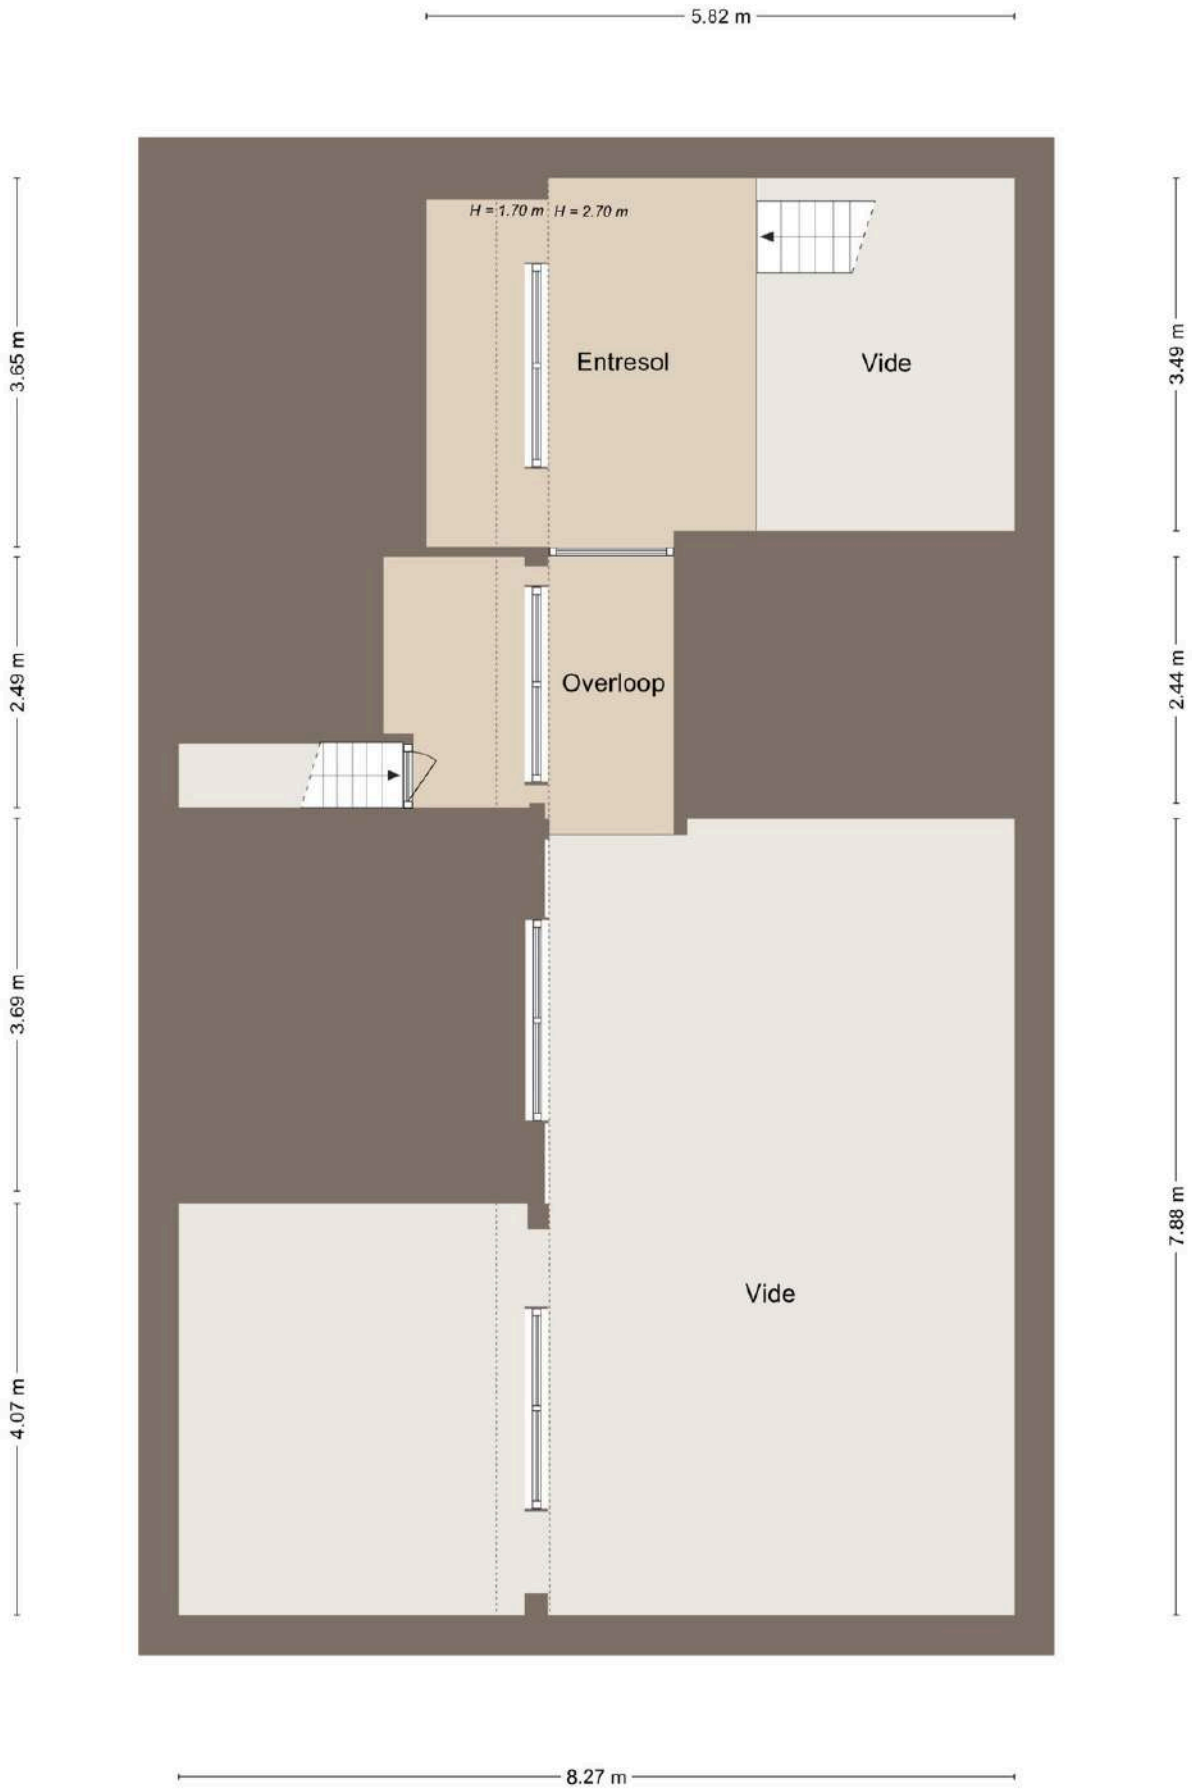 5.82 m
H = 1.70 m H = 2.70 m
3.65 m
3.49 m
Entresol
Vide
2.49 m
2.44 m
Overloop
3.69 m
7.88 m
Vide
4.07 m
8.27 m